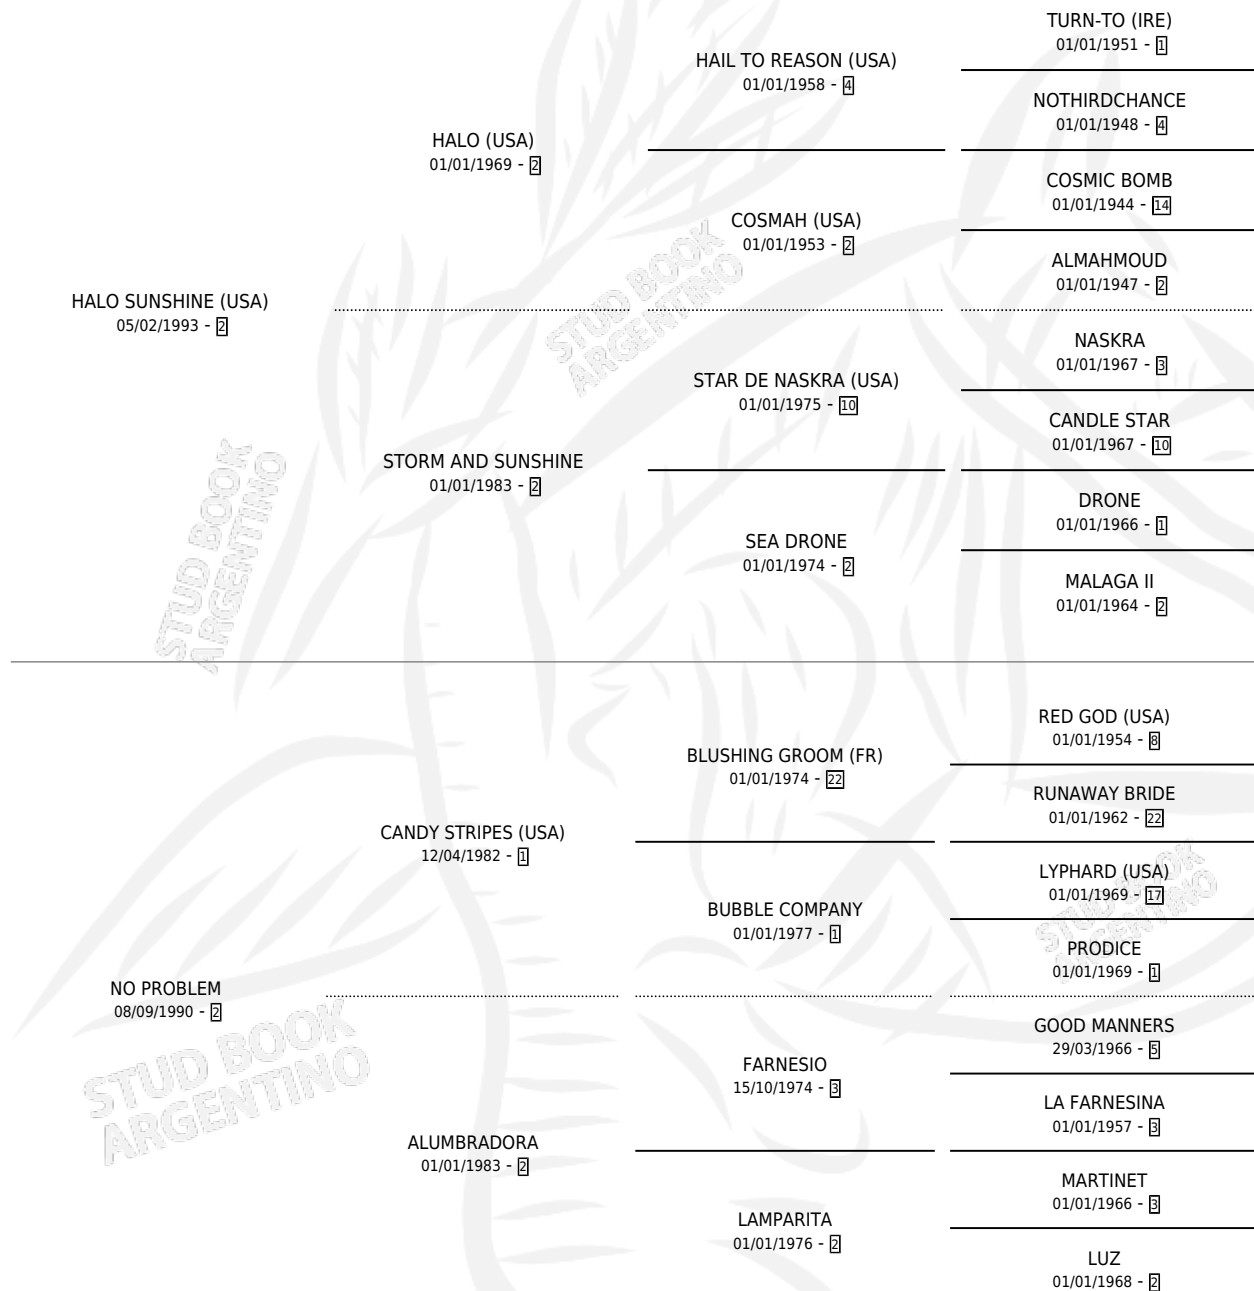 TURN-TO (IRE)
01/01/1951 - 1
HAIL TO REASON (USA)
01/01/1958 - 4
NOTHIRDCHANCE
01/01/1948 - 4
HALO (USA)
01/01/1969 - 2
COSMIC BOMB
01/01/1944 - 14
COSMAH (USA)
01/01/1953 - 2
ALMAHMOUD
01/01/1947 - 2
HALO SUNSHINE (USA)
05/02/1993 - 2
NASKRA
01/01/1967 - 3
STAR DE NASKRA (USA)
01/01/1975 - 10
CANDLE STAR
01/01/1967 - 10
STORM AND SUNSHINE
01/01/1983 - 2
DRONE
01/01/1966 - 1
SEA DRONE
01/01/1974 - 2
MALAGA II
01/01/1964 - 2
RED GOD (USA)
01/01/1954 - 8
BLUSHING GROOM (FR)
01/01/1974 - 22
RUNAWAY BRIDE
01/01/1962 - 22
CANDY STRIPES (USA)
12/04/1982 - 1
LYPHARD (USA)
01/01/1969 - 17
BUBBLE COMPANY
01/01/1977 - 1
PRODICE
01/01/1969 - 1
NO PROBLEM
08/09/1990 - 2
GOOD MANNERS
29/03/1966 - 5
FARNESIO
15/10/1974 - 3
LA FARNESINA
01/01/1957 - 3
ALUMBRADORA
01/01/1983 - 2
MARTINET
01/01/1966 - 3
LAMPARITA
01/01/1976 - 2
LUZ
01/01/1968 - 2
STUD BOOK
ARGENTINO
STUD BOOK
ARGENTINO
STUD BOOK
ARGENTINO
STUD BOOK
ARGENTINO